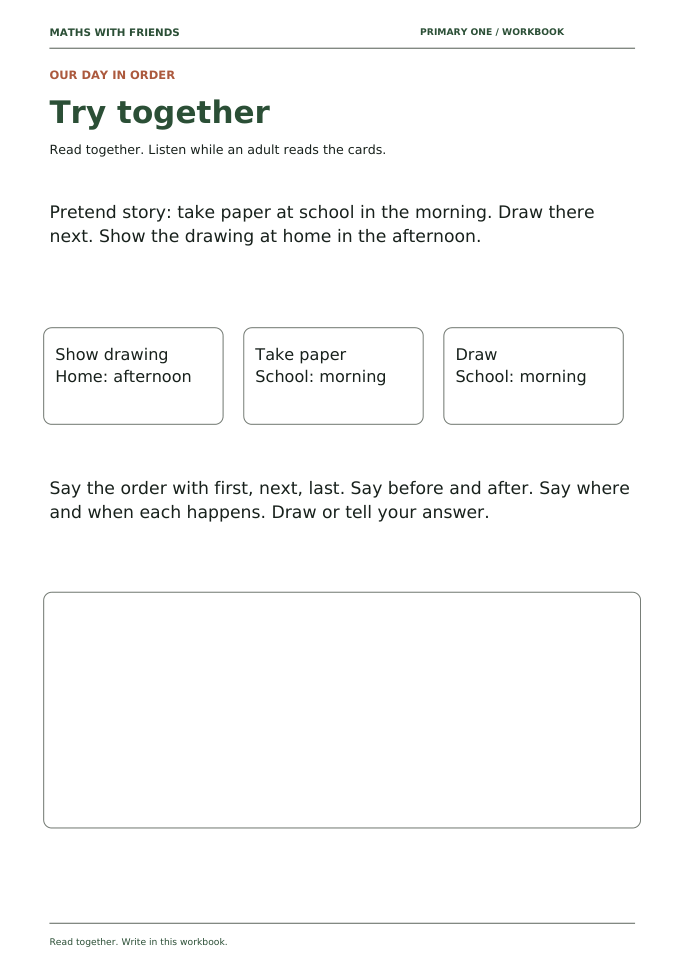 MATHS WITH FRIENDS
PRIMARY ONE / WORKBOOK
OUR DAY IN ORDER
Try together
Read together. Listen while an adult reads the cards.
Pretend story: take paper at school in the morning. Draw there
next. Show the drawing at home in the afternoon.
Show drawing
Home: afternoon
Take paper
School: morning
Draw
School: morning
Say the order with first, next, last. Say before and after. Say where
and when each happens. Draw or tell your answer.
Read together. Write in this workbook.